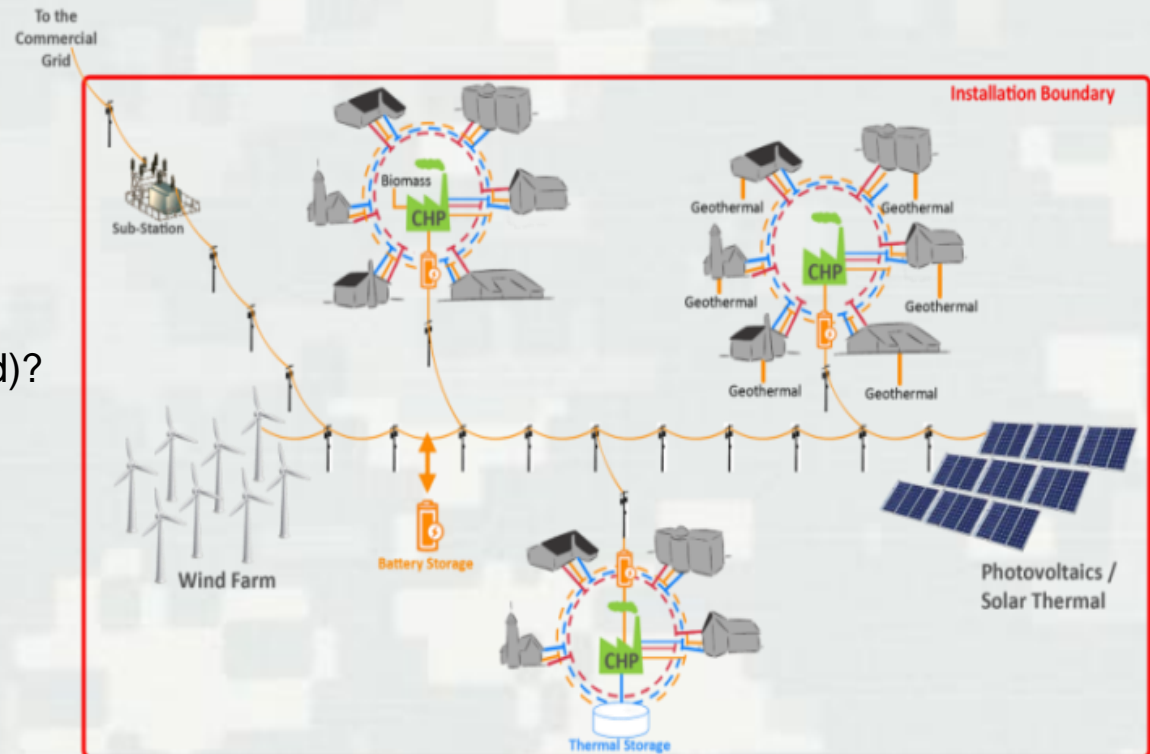 To the
Commercial
Grid
Installation Boundary
Sub-Station
Biomass
CHP
Geothermal
Geothermal
CHP
Geothermal
Geothermal
Geothermal
Geothermal
d)?
Wind Farm
Battery Storage
Photovoltaics /
Solar Thermal
CHP
Thermal Storage